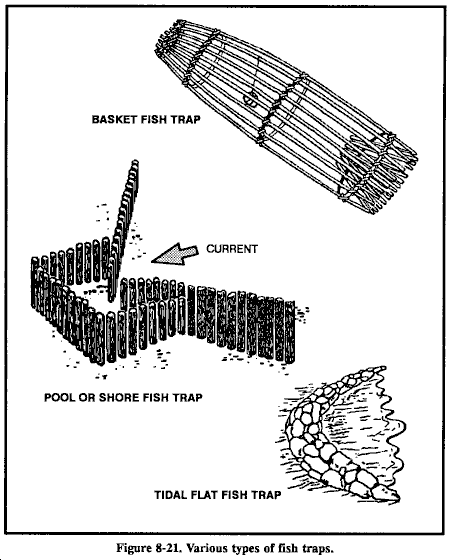 BASKET FISH TRAP
CURRENT
POOL OR SHORE FISH TRAP
TIDAL FLAT FISH TRAP
Figure 8-21. Various types of fish traps.